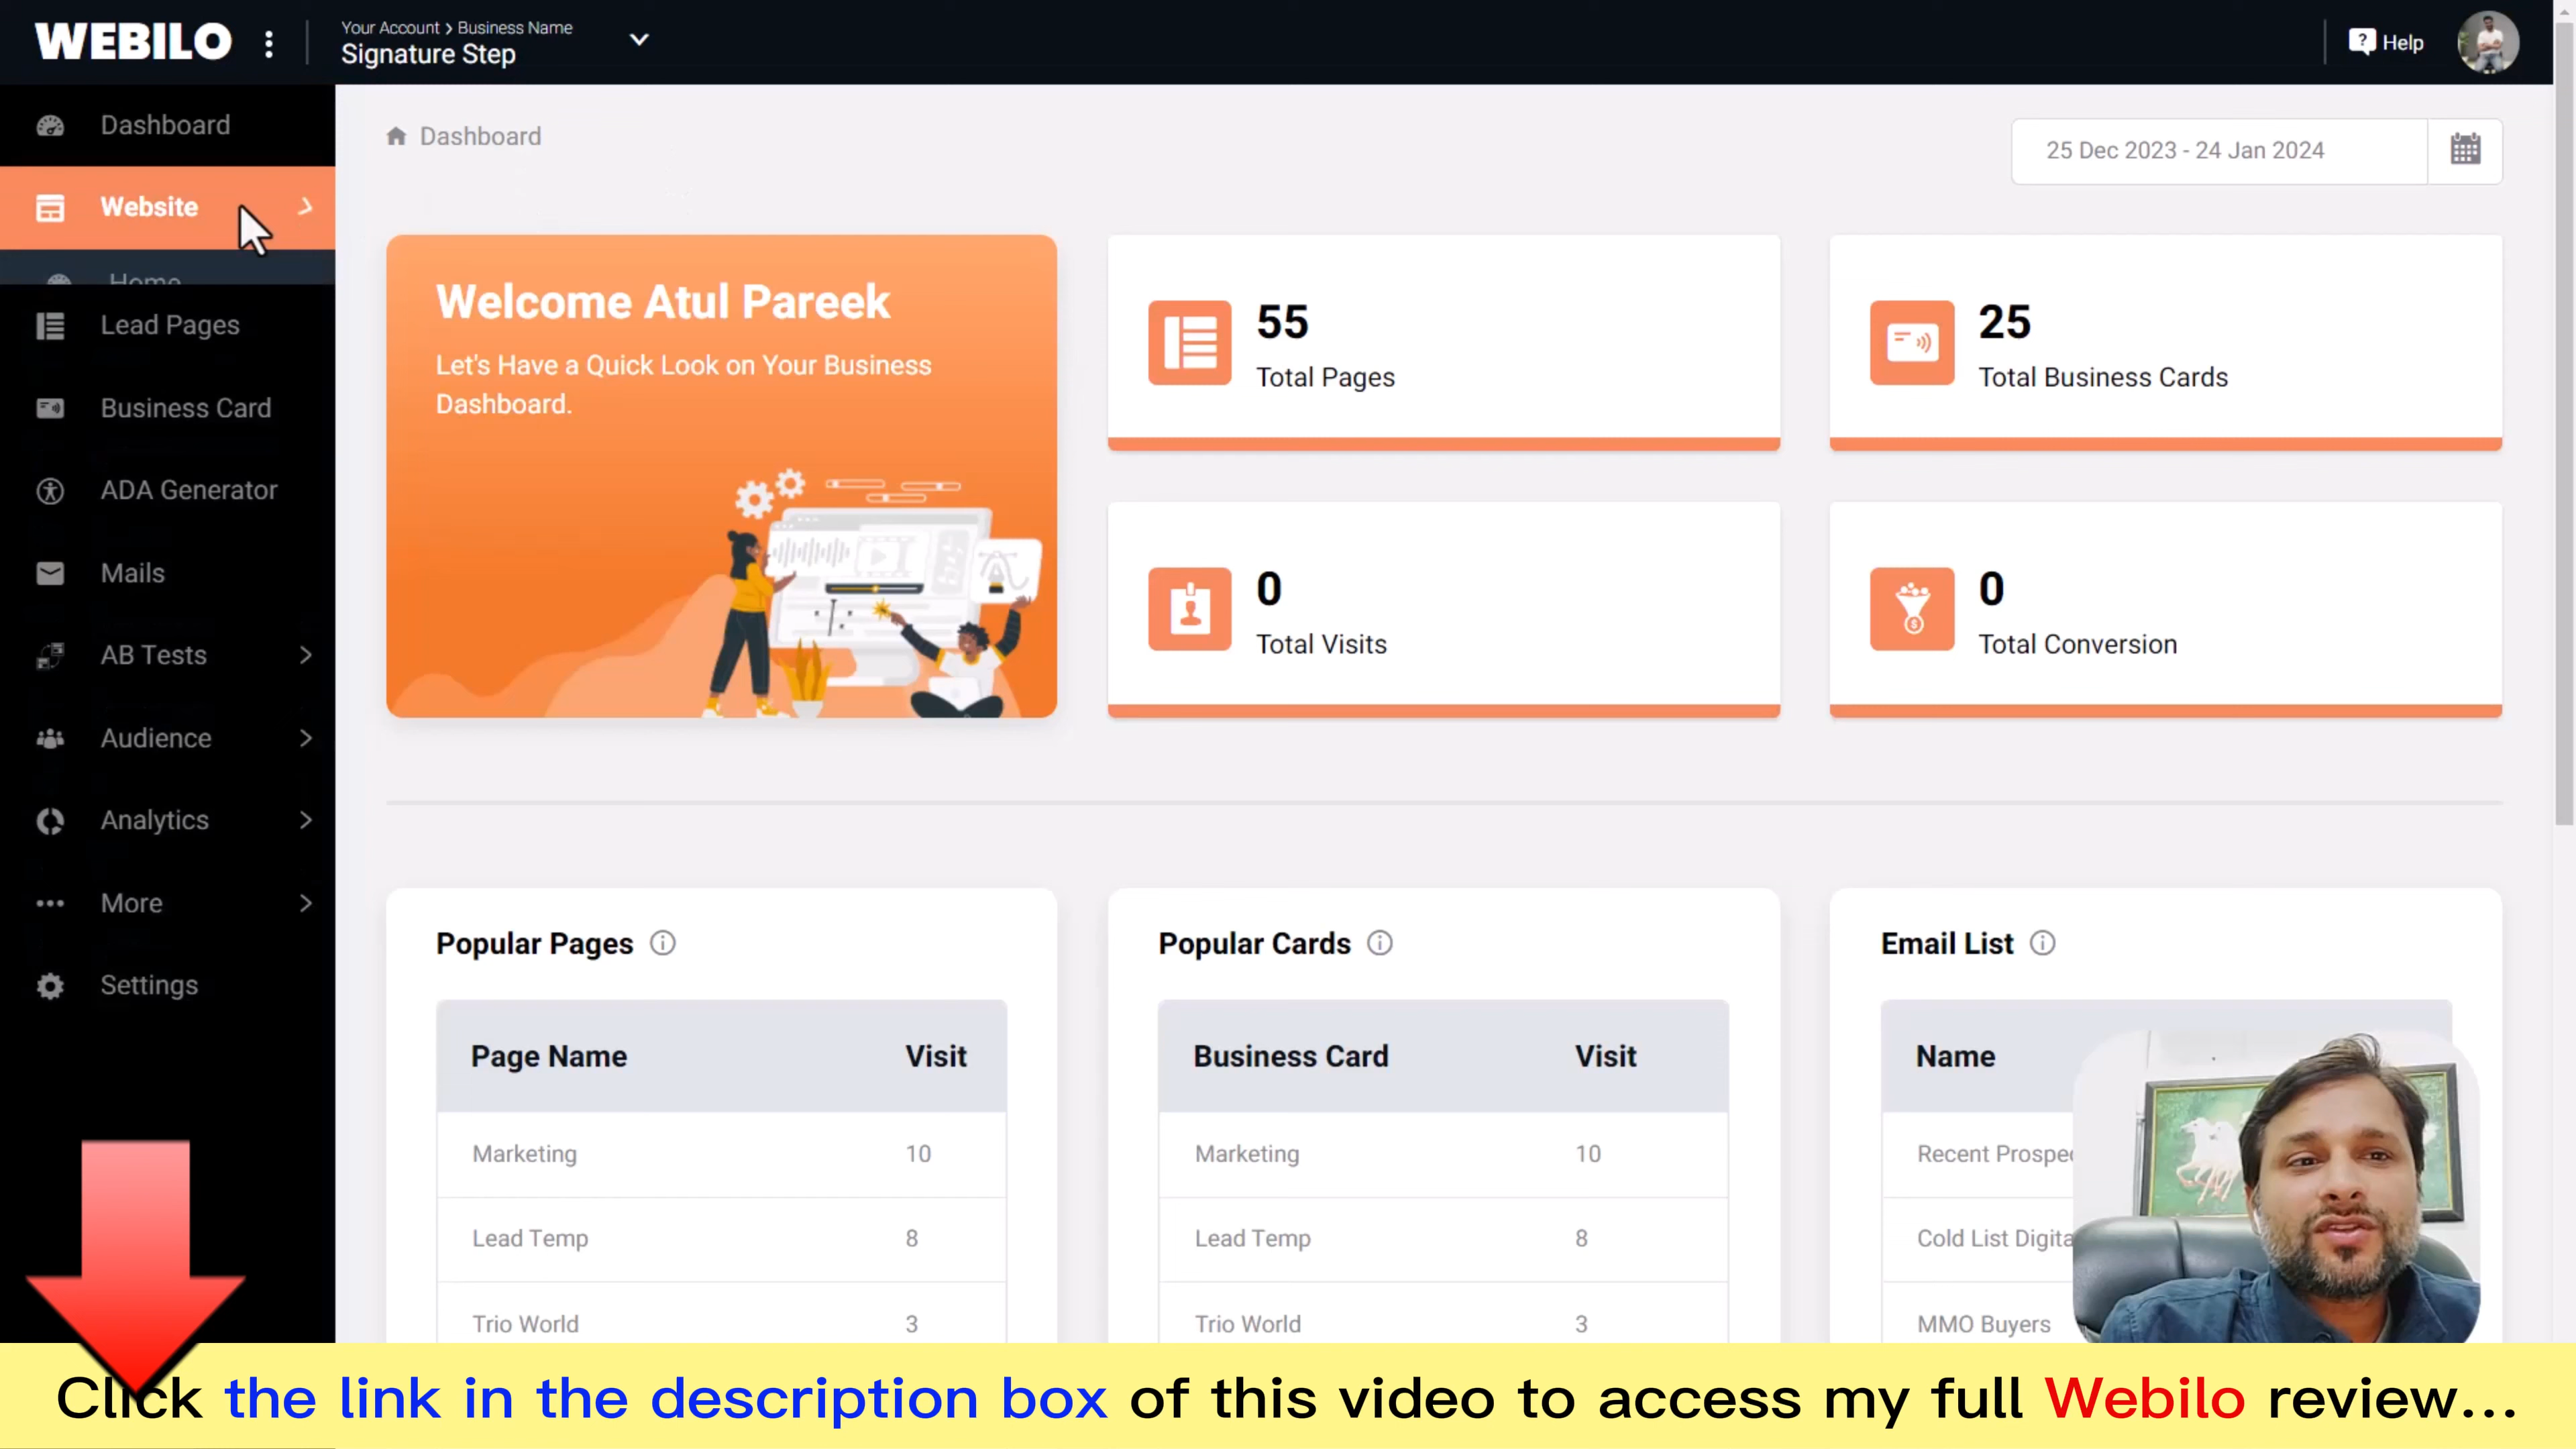 WEBILO
Your Account > Business Name
Signature Step
Help
Dashboard
Website
Home
Lead Pages
Business Card
ADA Generator
Mails
AB Tests
Audience
Analytics
More
Settings
Dashboard
25 Dec 2023 - 24 Jan 2024
Welcome Atul Pareek
Let's Have a Quick Look on Your Business
Dashboard.
55
Total Pages
25
Total Business Cards
0
Total Visits
0
Total Conversion
Popular Pages
Page Name Visit
Marketing 10
Lead Temp 8
Trio World 3
Popular Cards
Business Card Visit
Marketing 10
Lead Temp 8
Trio World 3
Email List
Name
Recent
Cold List
MMO Buyers
Click the link in the description box of this video to access my full Webilo review...